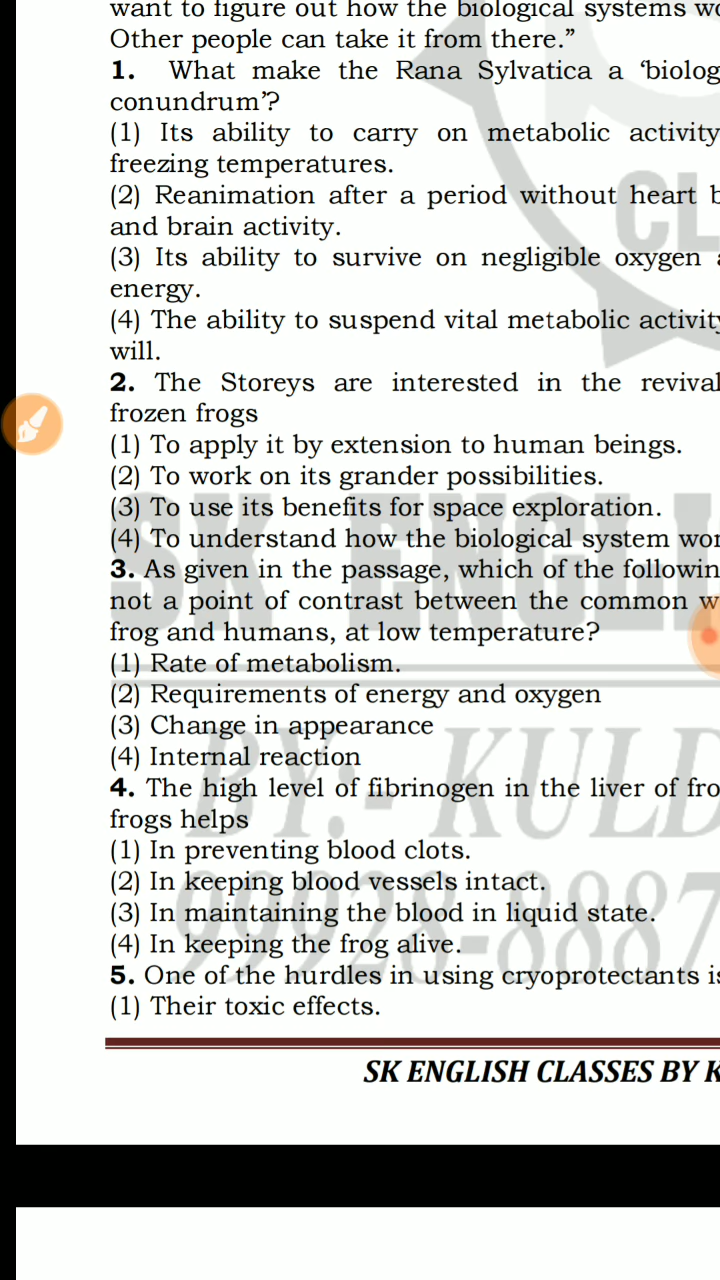 want to figure out how the biological systems wo
Other people can take it from there.”
1. What make the Rana Sylvatica a ‘biolog
conundrum’?
(1) Its ability to carry on metabolic activity
freezing temperatures.
(2) Reanimation after a period without heart b
and brain activity.
(3) Its ability to survive on negligible oxygen a
energy.
(4) The ability to suspend vital metabolic activity
will.
2. The Storeys are interested in the revival
frozen frogs
(1) To apply it by extension to human beings.
(2) To work on its grander possibilities.
(3) To use its benefits for space exploration.
(4) To understand how the biological system wor
3. As given in the passage, which of the followin
not a point of contrast between the common w
frog and humans, at low temperature?
(1) Rate of metabolism.
(2) Requirements of energy and oxygen
(3) Change in appearance
(4) Internal reaction
4. The high level of fibrinogen in the liver of fro
frogs helps
(1) In preventing blood clots.
(2) In keeping blood vessels intact.
(3) In maintaining the blood in liquid state.
(4) In keeping the frog alive.
5. One of the hurdles in using cryoprotectants is
(1) Their toxic effects.
SK ENGLISH CLASSES BY K
CL
SK ENGLI
BY:- KULD
99928-8887